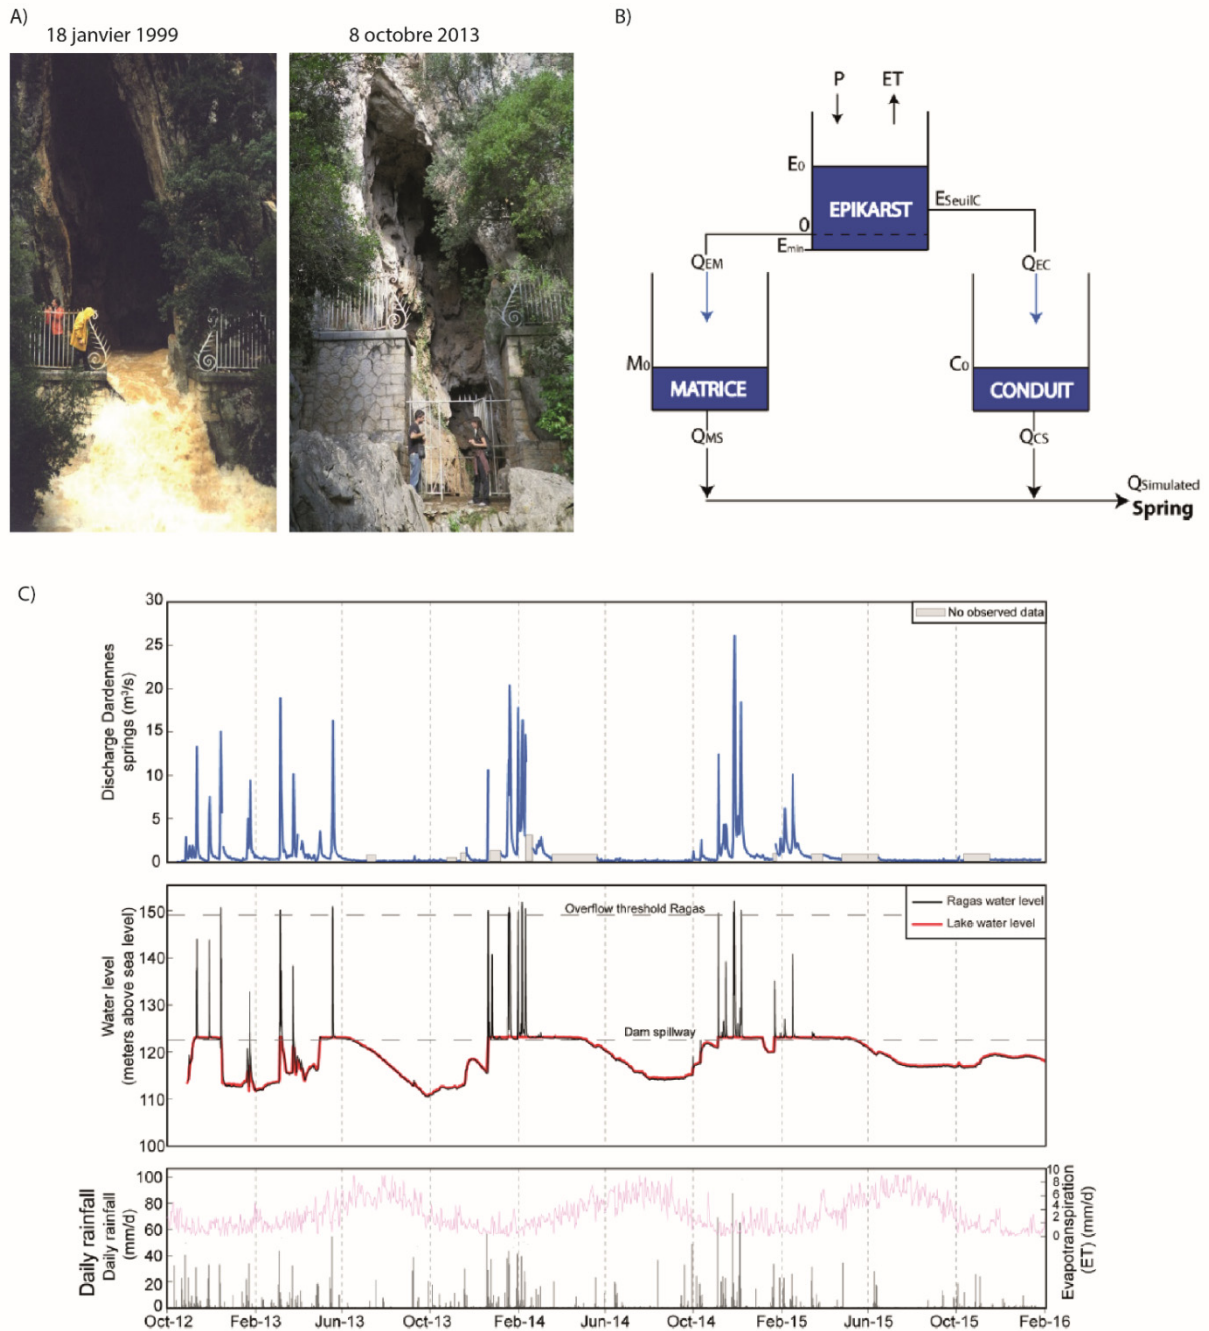 A)
18 janvier 1999
8 octobre 2013
B)
P
ET
E0
EPIKARST
ESeuilC
0
Emin
QEM
QEC
M0
MATRICE
C0
CONDUIT
QMS
QCS
QSimulated
Spring
C)
Discharge Dardennes
springs (m³/s)
30
25
20
15
10
5
0
No observed data
Water level
(meters above sea level)
150
140
130
120
110
100
Overflow threshold Ragas
Dam spillway
Ragas water level
Lake water level
Daily rainfall
Daily rainfall
(mm/d)
100
80
60
40
20
0
10
8
6
4
2
0
Evapotranspiration
(ET) (mm/d)
Oct-12
Feb-13
Jun-13
Oct-13
Feb-14
Jun-14
Oct-14
Feb-15
Jun-15
Oct-15
Feb-16